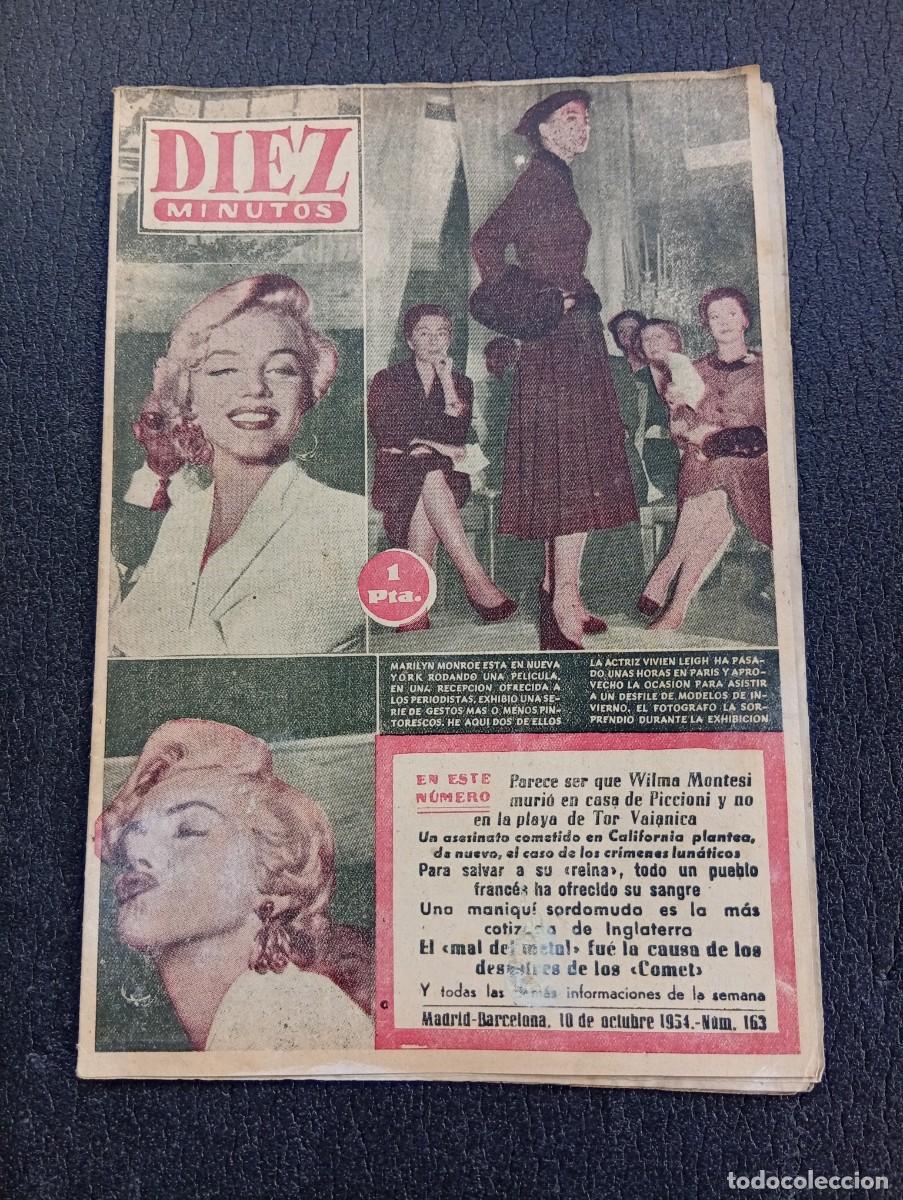 DIEZ
MINUTOS
1
Pta.
MARILYN MONROE ESTA EN NUEVA
YORK RODANDO UNA PELICULA.
EN UNA RECEPCION OFRECIDA A
LOS PERIODISTAS, EXHIBIO UNA SE-
RIE DE GESTOS MAS O MENOS PIN-
TORESCOS. HE AQUI DOS DE ELLOS
LA ACTRIZ VIVIEN LEIGH HA PASA-
DO UNAS HORAS EN PARIS Y APRO-
VECHO LA OCASION PARA ASISTIR
A UN DESFILE DE MODELOS DE IN-
VIERNO. EL FOTOGRAFO LA SOR-
PRENDIO DURANTE LA EXHIBICION
EN ESTE
NÚMERO
Parece ser que Wilma Montesi
murió en casa de Piccioni y no
en la playa de Tor Vaianica
Un asesinato cometido en California plantea,
de nuevo, el caso de los crímenes lunáticos
Para salvar a su «reina», todo un pueblo
francés ha ofrecido su sangre
Una maniquí sordomuda es la más
cotizada de Inglaterra
El «mal del metal» fué la causa de los
desastres de los «Comet»
Y todas las demás informaciones de la semana
Madrid-Barcelona, 10 de octubre 1954.-Núm. 163
todocoleccion